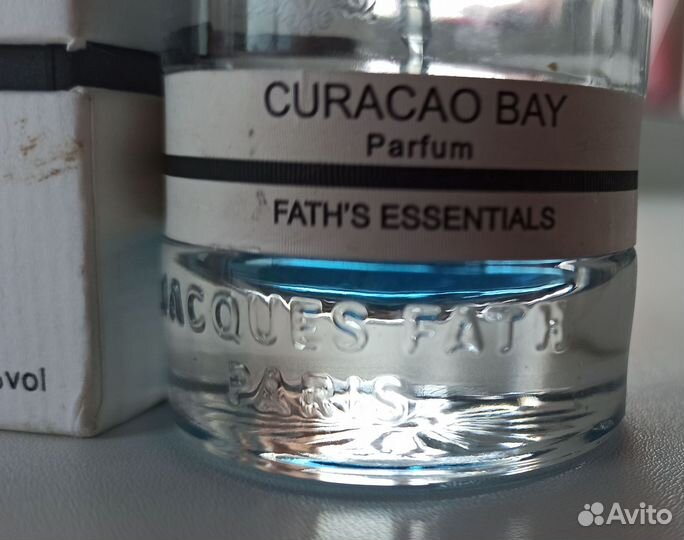 CURACAO BAY
Parfum
FATH'S ESSENTIALS
JACQUES FATH
PARIS
vol
Avito